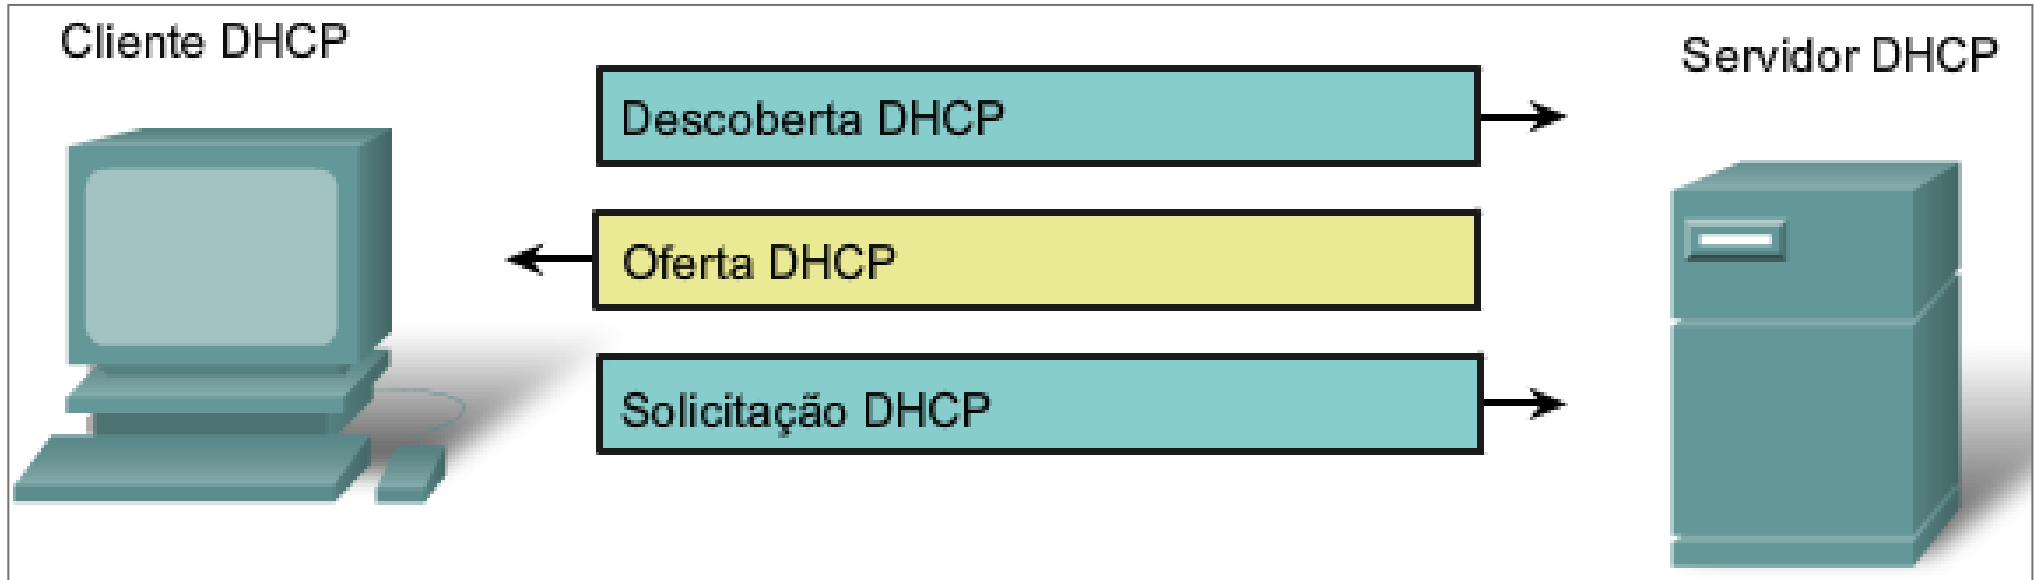 Cliente DHCP
Servidor DHCP
Descoberta DHCP
Oferta DHCP
Solicitação DHCP